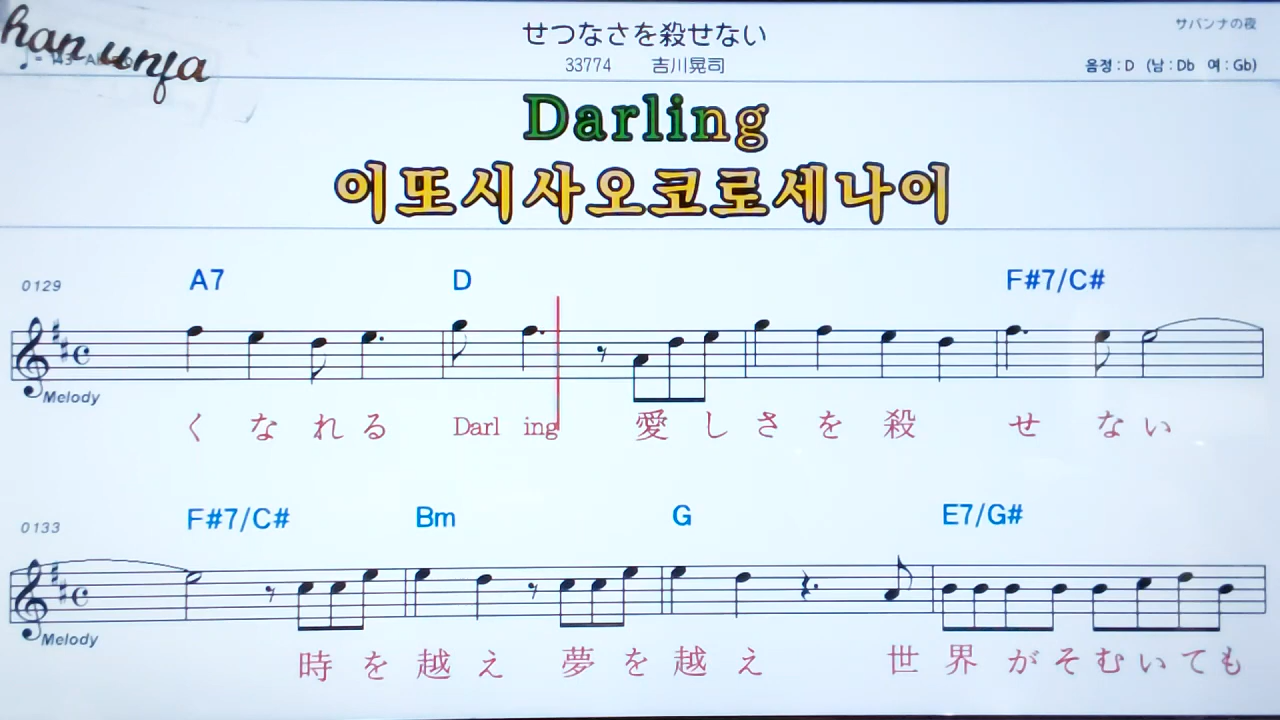 han unfa
せつなさを殺せない
サバンナの夜
33774 吉川晃司
음정 : D (남 : Db 여 : Gb)
Darling
이또시사오코로세나이
0129 A7 D F#7/C#
Melody
くなれる Darling 愛しさを殺せない
0133 F#7/C# Bm G E7/G#
Melody
時を越え 夢を越え 世界がそむいても